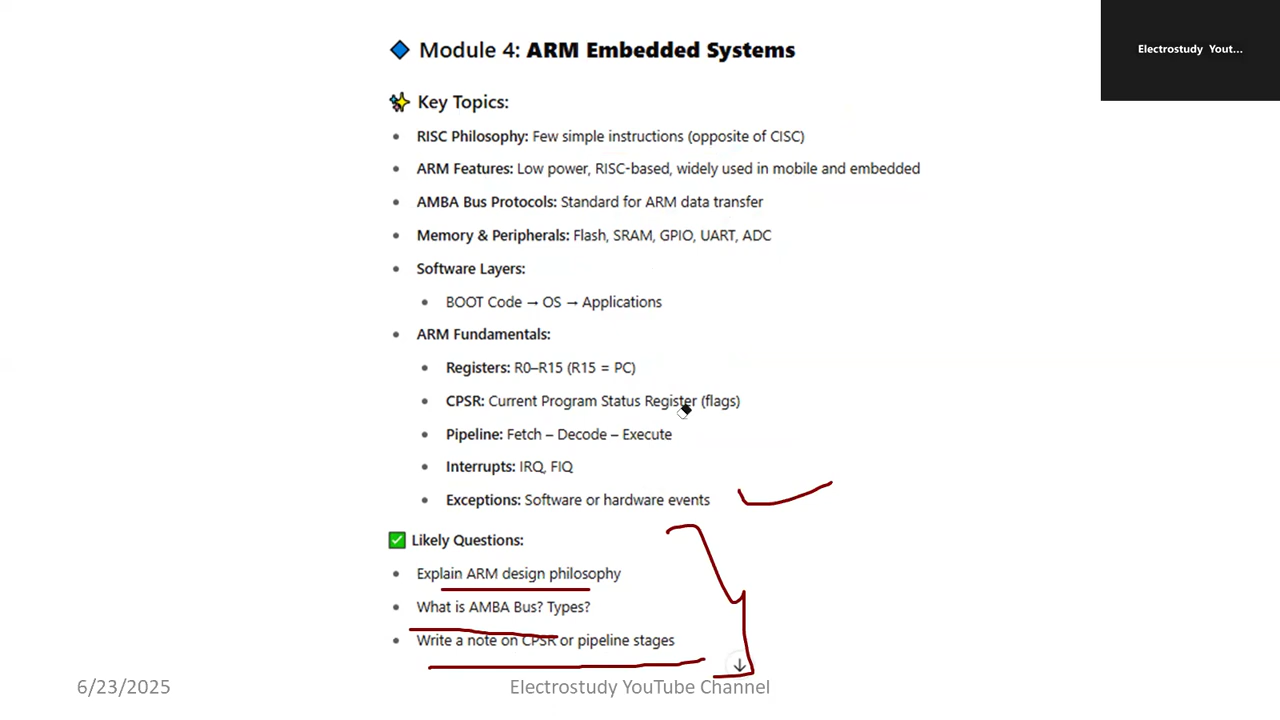 Electrostudy Yout...
Module 4: ARM Embedded Systems
Key Topics:
RISC Philosophy: Few simple instructions (opposite of CISC)
ARM Features: Low power, RISC-based, widely used in mobile and embedded
AMBA Bus Protocols: Standard for ARM data transfer
Memory & Peripherals: Flash, SRAM, GPIO, UART, ADC
Software Layers:
BOOT Code → OS → Applications
ARM Fundamentals:
Registers: R0–R15 (R15 = PC)
CPSR: Current Program Status Register (flags)
Pipeline: Fetch – Decode – Execute
Interrupts: IRQ, FIQ
Exceptions: Software or hardware events
Likely Questions:
Explain ARM design philosophy
What is AMBA Bus? Types?
Write a note on CPSR or pipeline stages
6/23/2025
Electrostudy YouTube Channel